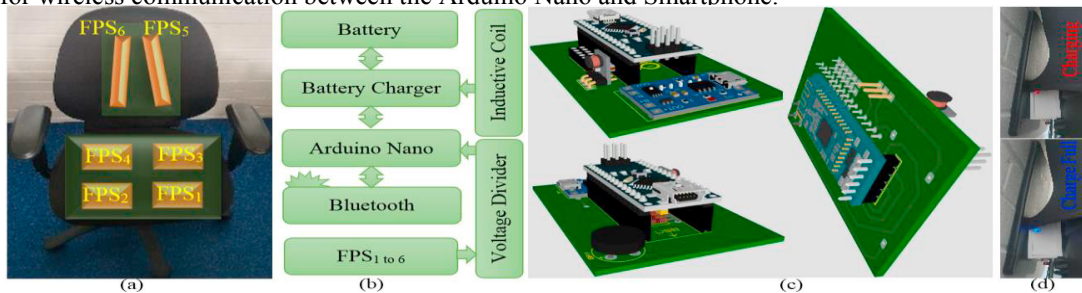 for wireless communication between the Arduino Nano and Smartphone.
FPS6 FPS5
FPS4 FPS3
FPS2 FPS1
(a)
Battery
Battery Charger
Arduino Nano
Bluetooth
FPS1 to 6
Inductive Coil
Voltage Divider
(b)
(c)
Charging
Charge Full
(d)